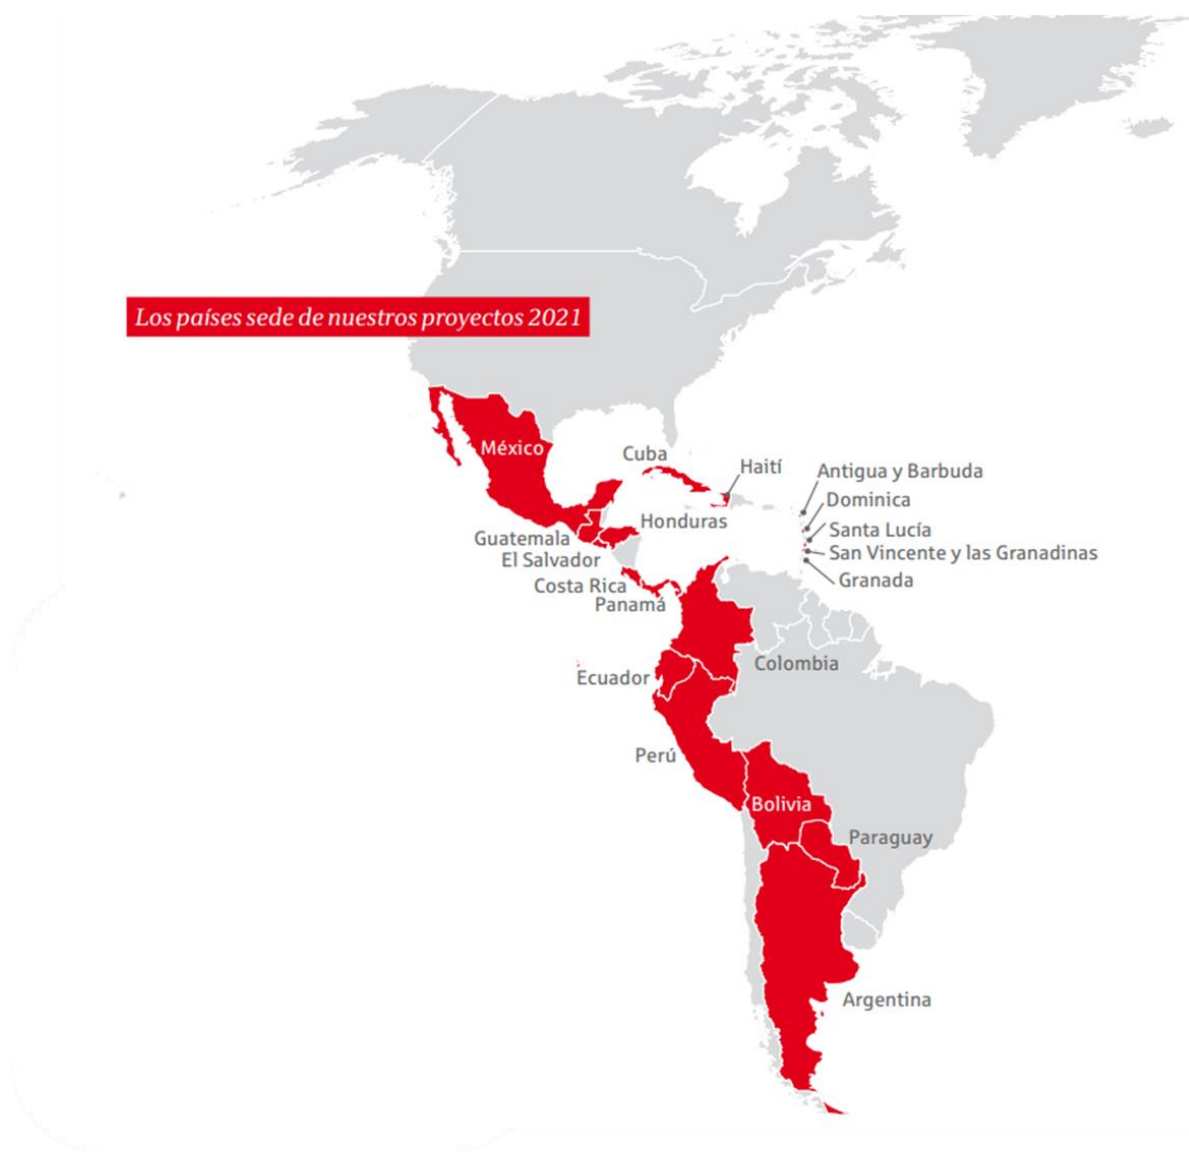 Los países sede de nuestros proyectos 2021
México
Cuba
Haití
Antigua y Barbuda
Dominica
Honduras
Santa Lucía
Guatemala
San Vincente y las Granadinas
El Salvador
Granada
Costa Rica
Panamá
Colombia
Ecuador
Perú
Bolivia
Paraguay
Argentina